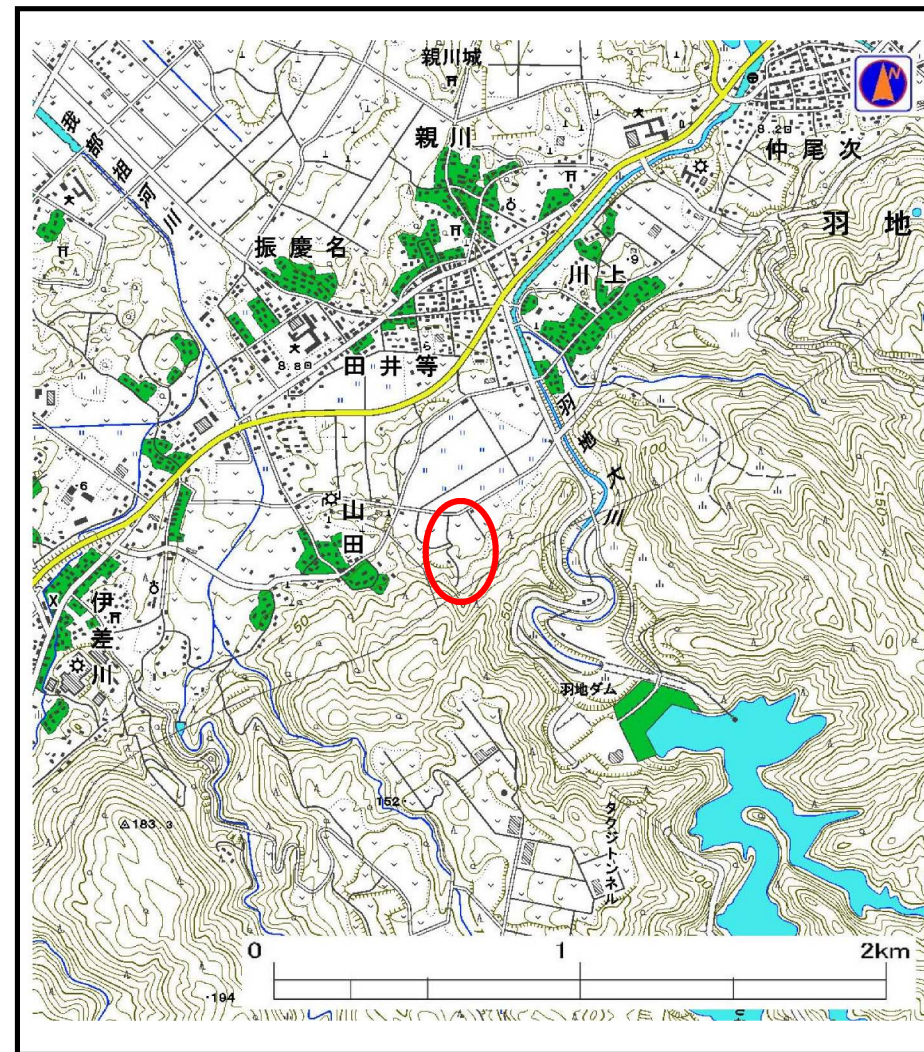 N
親川城
親川
8.2
仲尾次
羽地
我部祖河川
振慶名
9
川上
8.8
田井等
羽地大川
100
150
6
山田
50
50
伊差川
羽地ダム
152
183.3
タクジトンネル
100
194
0 1 2km